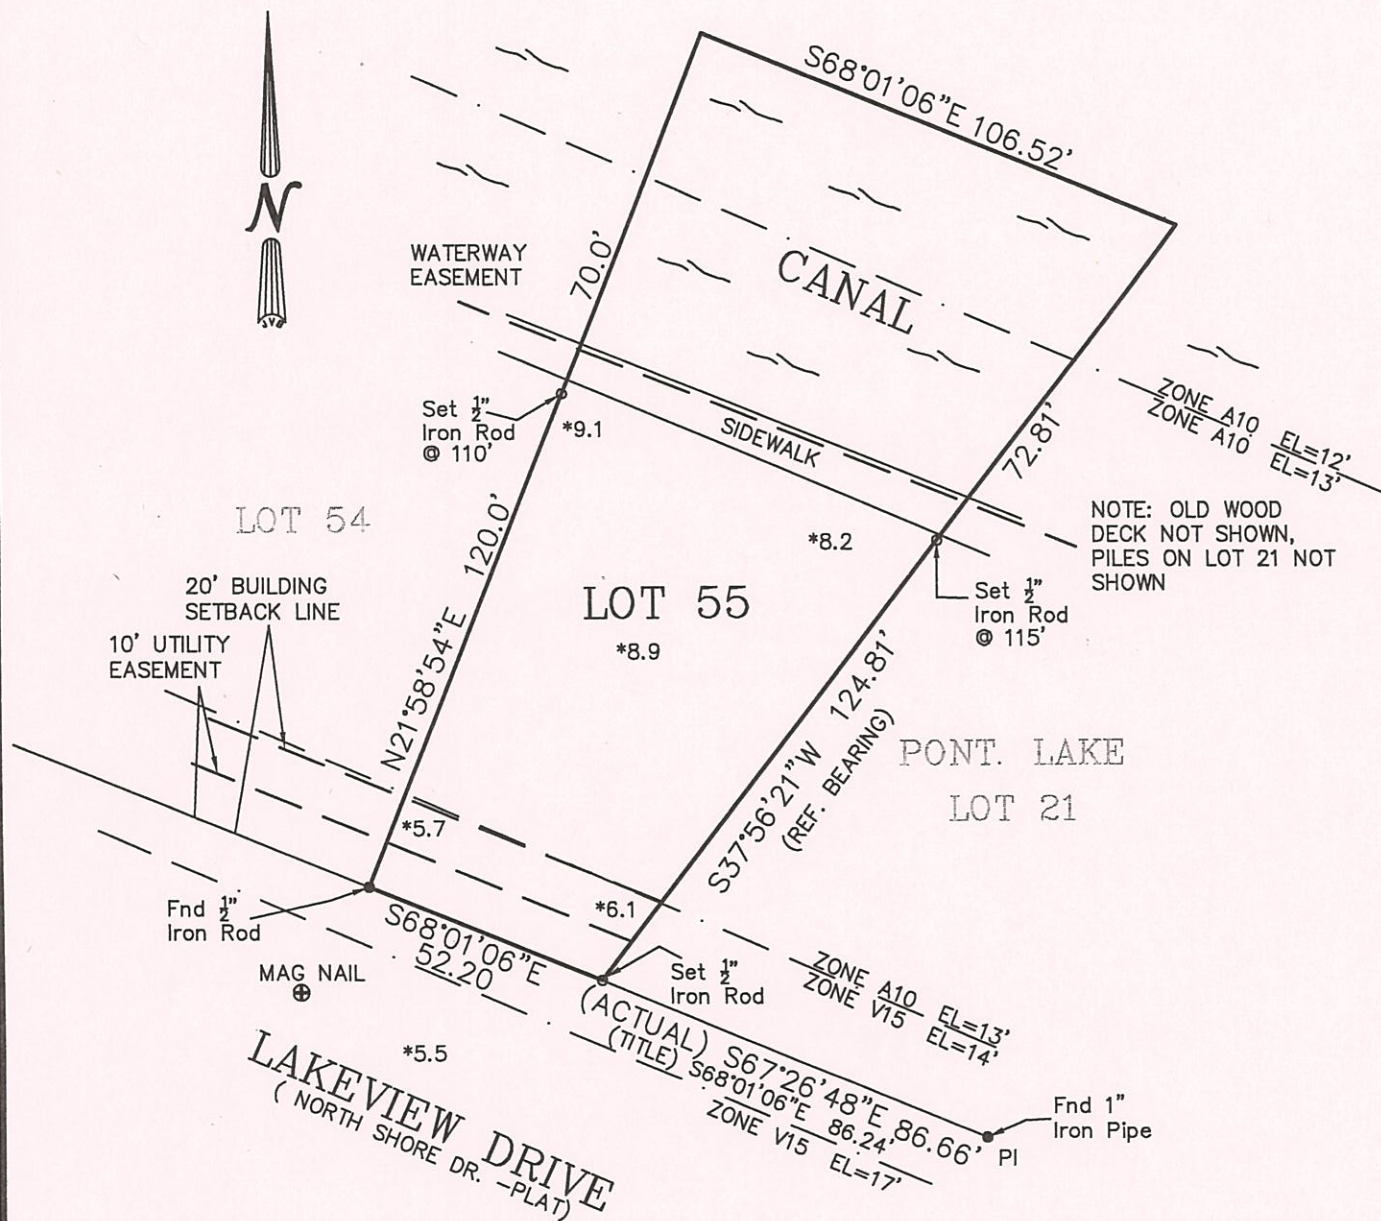 S68°01'06"E 106.52'
N
JVB
WATERWAY
EASEMENT
70.0'
CANAL
ZONE A10 EL=12'
ZONE A10 EL=13'
Set 1/2"
Iron Rod
@ 110'
*9.1
SIDEWALK
72.81'
NOTE: OLD WOOD
DECK NOT SHOWN,
PILES ON LOT 21 NOT
SHOWN
LOT 54
120.0'
N21°58'54"E
*8.2
LOT 55
*8.9
Set 1/2"
Iron Rod
@ 115'
20' BUILDING
SETBACK LINE
10' UTILITY
EASEMENT
S37°56'21"W 124.81'
(REF. BEARING)
PONT. LAKE
LOT 21
*5.7
*6.1
Fnd 1/2"
Iron Rod
S68°01'06"E
52.20
Set 1/2"
Iron Rod
ZONE A10 EL=13'
ZONE V15 EL=14'
MAG NAIL
*5.5
(ACTUAL) S67°26'48"E 86.66'
(TITLE) S68°01'06"E 86.24'
ZONE V15 EL=17'
Fnd 1"
Iron Pipe
PI
LAKEVIEW DRIVE
( NORTH SHORE DR. -PLAT)